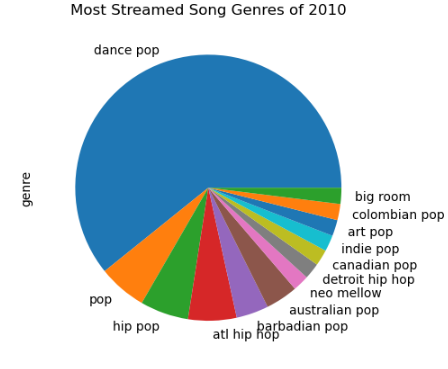 Most Streamed Song Genres of 2010
dance pop
genre
big room
colombian pop
art pop
indie pop
canadian pop
detroit hip hop
neo mellow
australian pop
barbadian pop
atl hip hop
hip pop
pop